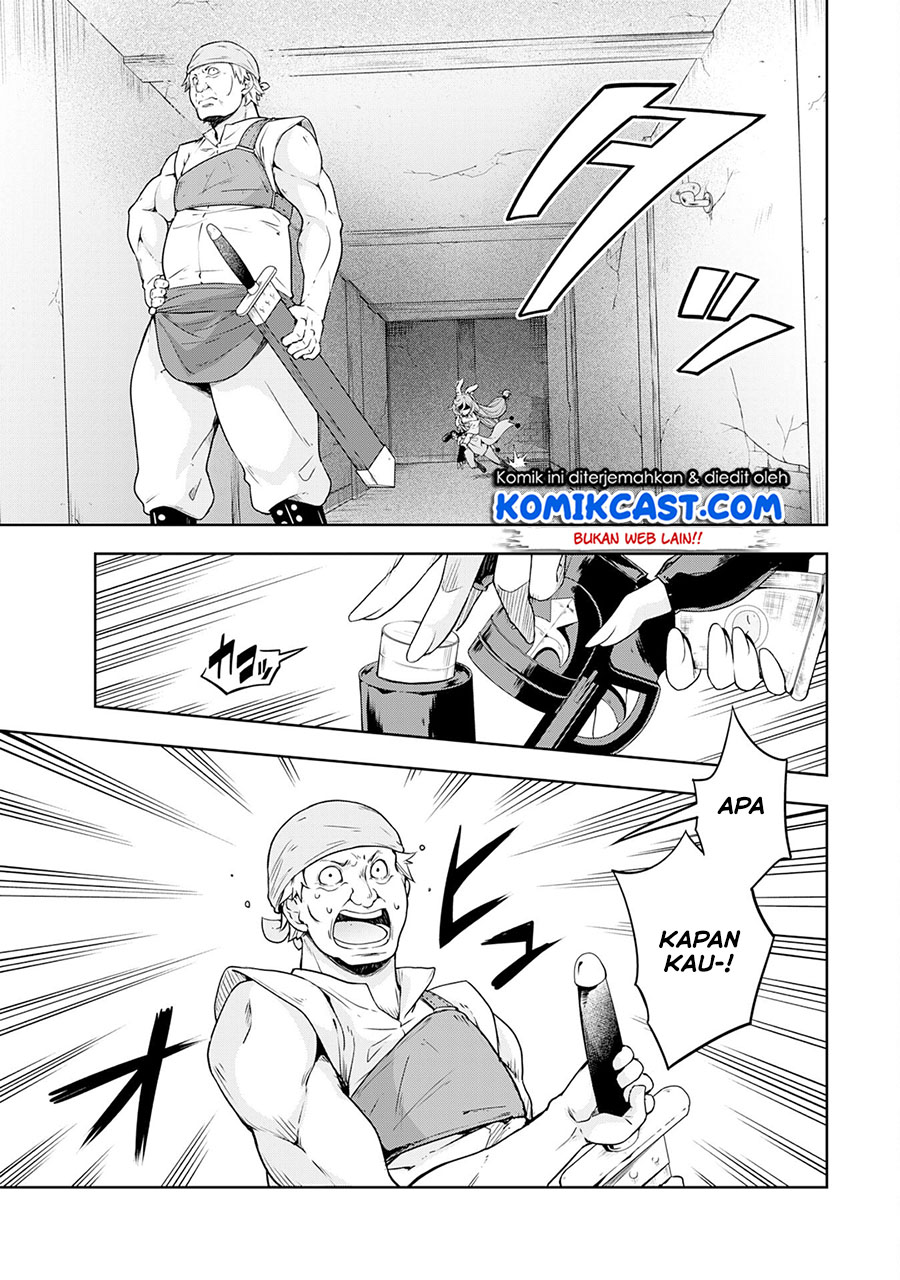 タッ
Komik ini diterjemahkan & diedit oleh
KOMIKCAST.COM
BUKAN WEB LAIN!!
カミッ
APA
KAPAN
KAU-!
ビュ
オ